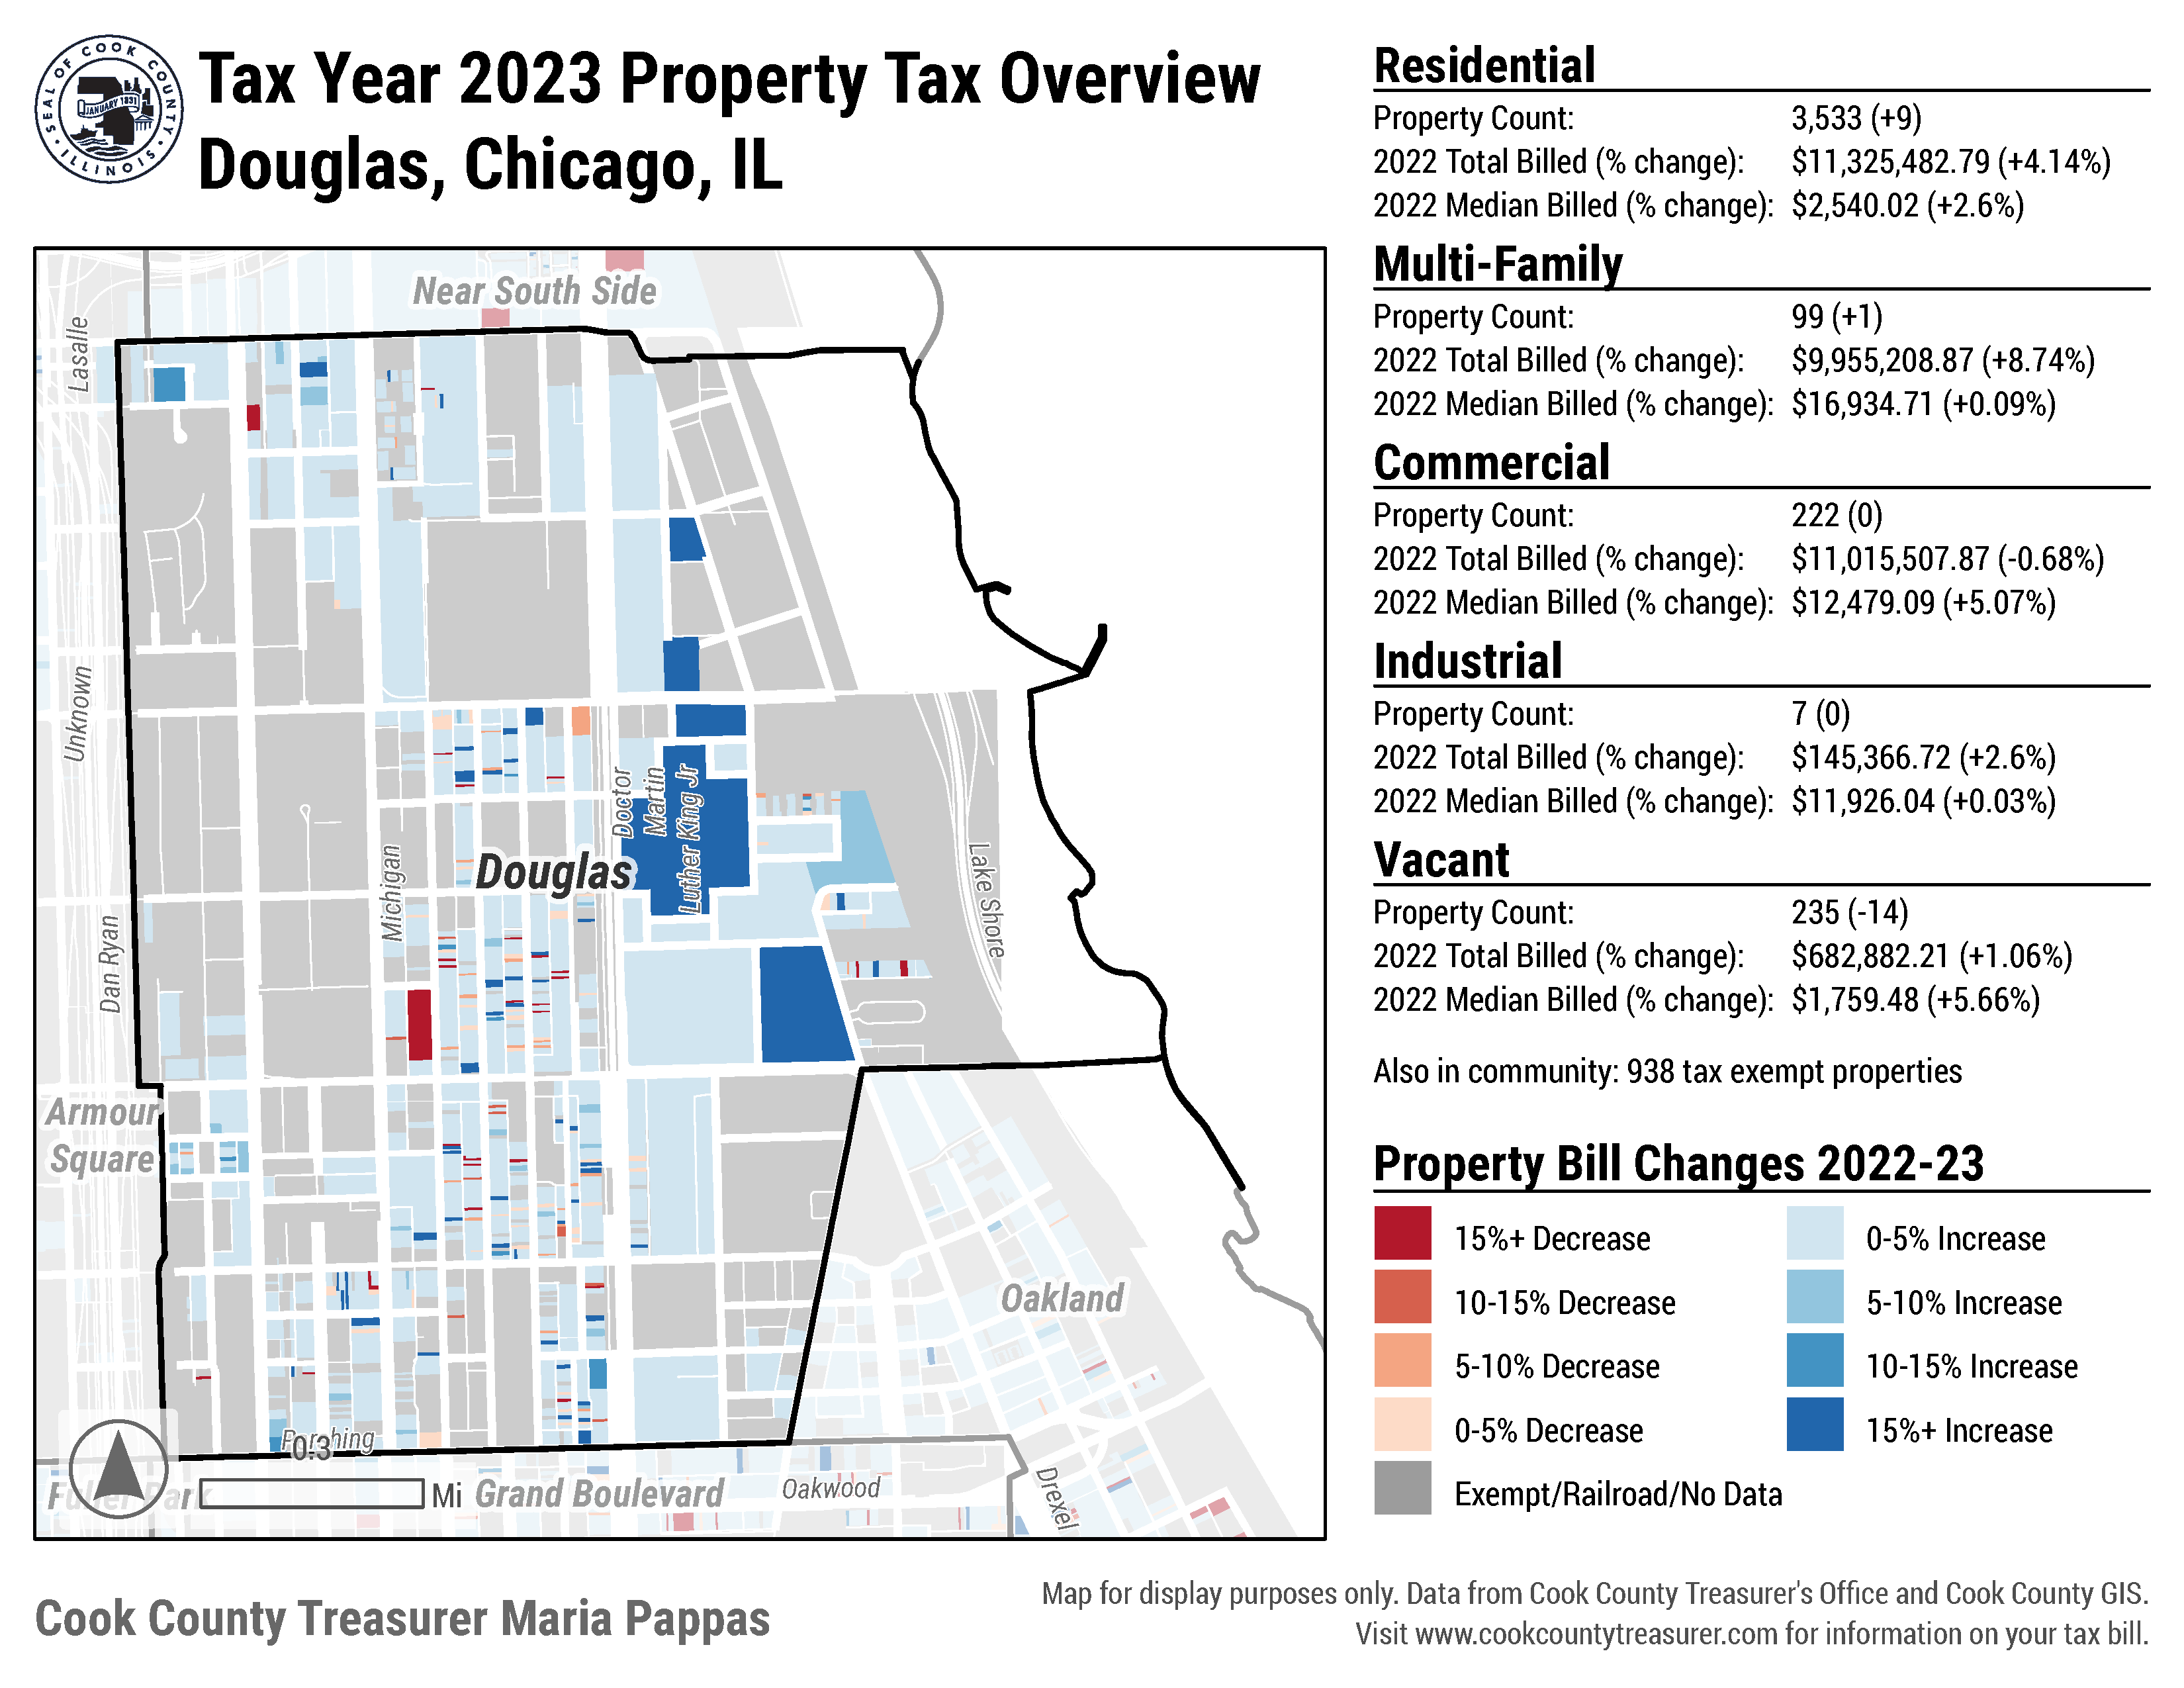 SEAL OF COOK COUNTY
JANUARY 1831
• ILLINOIS •
Tax Year 2023 Property Tax Overview
Douglas, Chicago, IL
Near South Side
Lasalle
Unknown
Doctor
Martin
Luther King Jr
Michigan
Douglas
Lake Shore
Dan Ryan
Armour
Square
Oakland
0.3
Mi
Grand Boulevard
Oakwood
Drexel
Residential
Property Count: 3,533 (+9)
2022 Total Billed (% change): $11,325,482.79 (+4.14%)
2022 Median Billed (% change): $2,540.02 (+2.6%)
Multi-Family
Property Count: 99 (+1)
2022 Total Billed (% change): $9,955,208.87 (+8.74%)
2022 Median Billed (% change): $16,934.71 (+0.09%)
Commercial
Property Count: 222 (0)
2022 Total Billed (% change): $11,015,507.87 (-0.68%)
2022 Median Billed (% change): $12,479.09 (+5.07%)
Industrial
Property Count: 7 (0)
2022 Total Billed (% change): $145,366.72 (+2.6%)
2022 Median Billed (% change): $11,926.04 (+0.03%)
Vacant
Property Count: 235 (-14)
2022 Total Billed (% change): $682,882.21 (+1.06%)
2022 Median Billed (% change): $1,759.48 (+5.66%)
Also in community: 938 tax exempt properties
Property Bill Changes 2022-23
15%+ Decrease
0-5% Increase
10-15% Decrease
5-10% Increase
5-10% Decrease
10-15% Increase
0-5% Decrease
15%+ Increase
Exempt/Railroad/No Data
Cook County Treasurer Maria Pappas
Map for display purposes only. Data from Cook County Treasurer's Office and Cook County GIS.
Visit www.cookcountytreasurer.com for information on your tax bill.